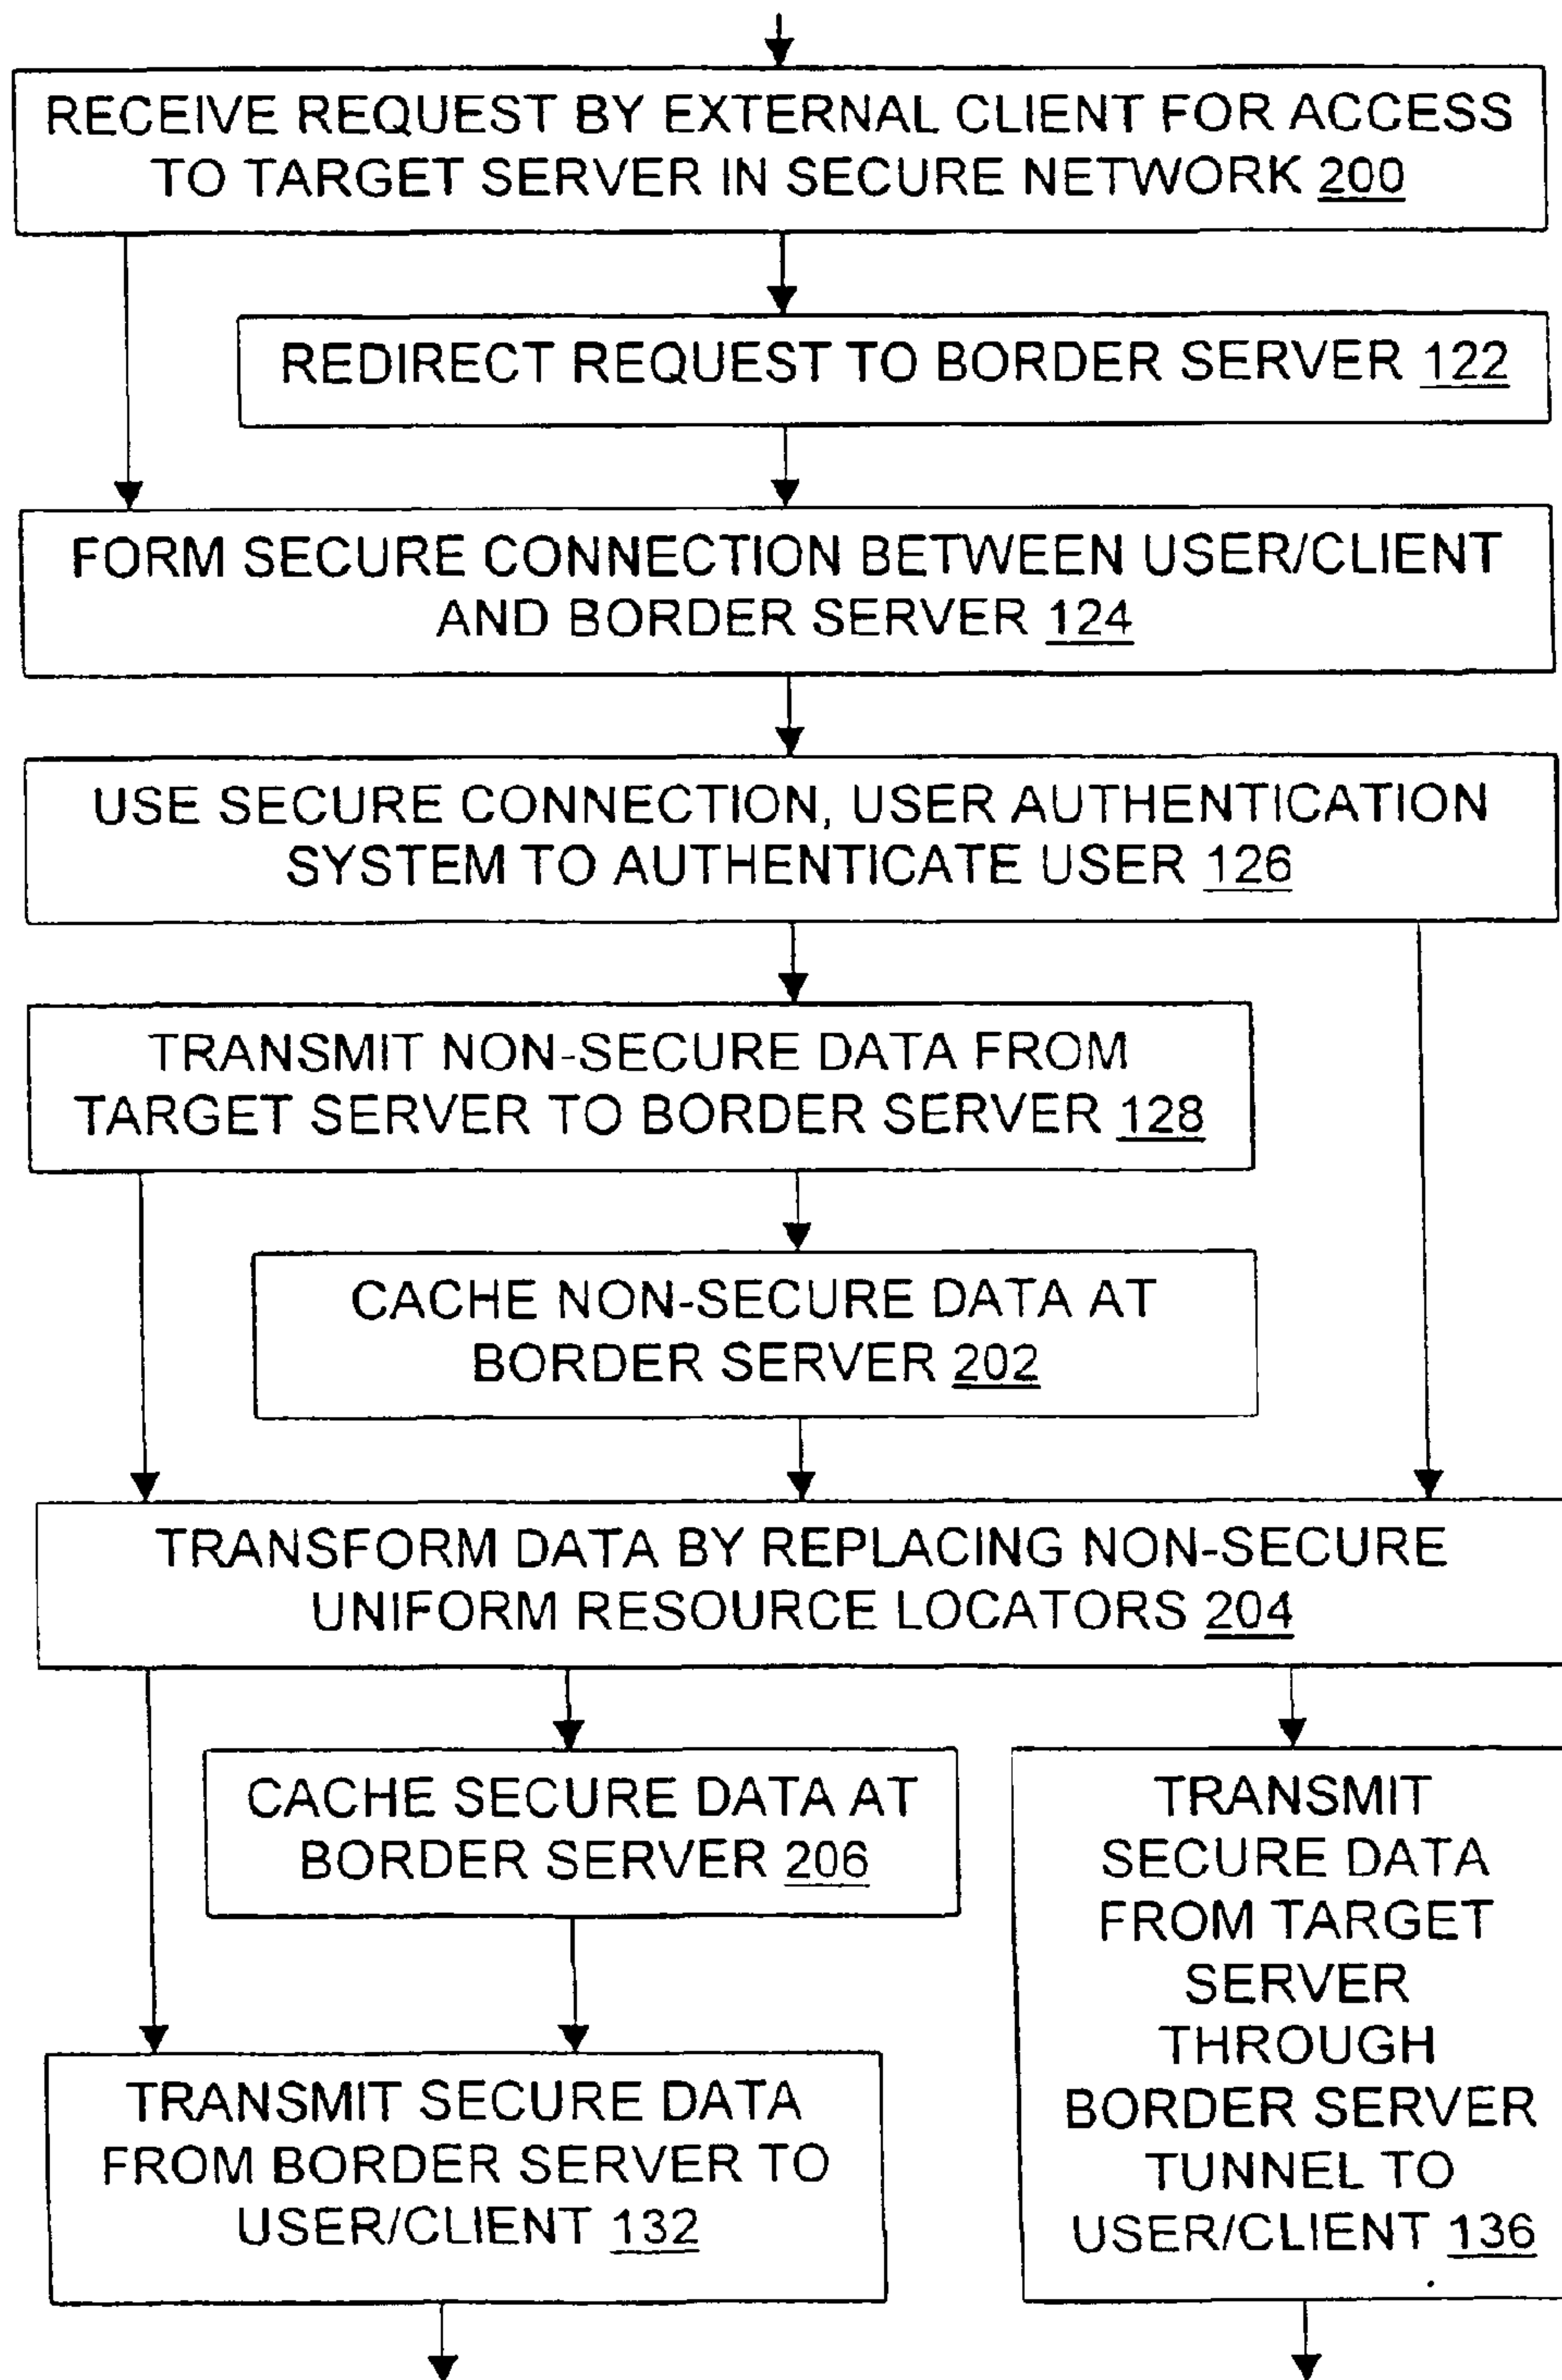 RECEIVE REQUEST BY EXTERNAL CLIENT FOR ACCESS
TO TARGET SERVER IN SECURE NETWORK 200
REDIRECT REQUEST TO BORDER SERVER 122
FORM SECURE CONNECTION BETWEEN USER/CLIENT
AND BORDER SERVER 124
USE SECURE CONNECTION, USER AUTHENTICATION
SYSTEM TO AUTHENTICATE USER 126
TRANSMIT NON-SECURE DATA FROM
TARGET SERVER TO BORDER SERVER 128
CACHE NON-SECURE DATA AT
BORDER SERVER 202
TRANSFORM DATA BY REPLACING NON-SECURE
UNIFORM RESOURCE LOCATORS 204
CACHE SECURE DATA AT
BORDER SERVER 206
TRANSMIT SECURE DATA
FROM BORDER SERVER TO
USER/CLIENT 132
TRANSMIT
SECURE DATA
FROM TARGET
SERVER
THROUGH
BORDER SERVER
TUNNEL TO
USER/CLIENT 136